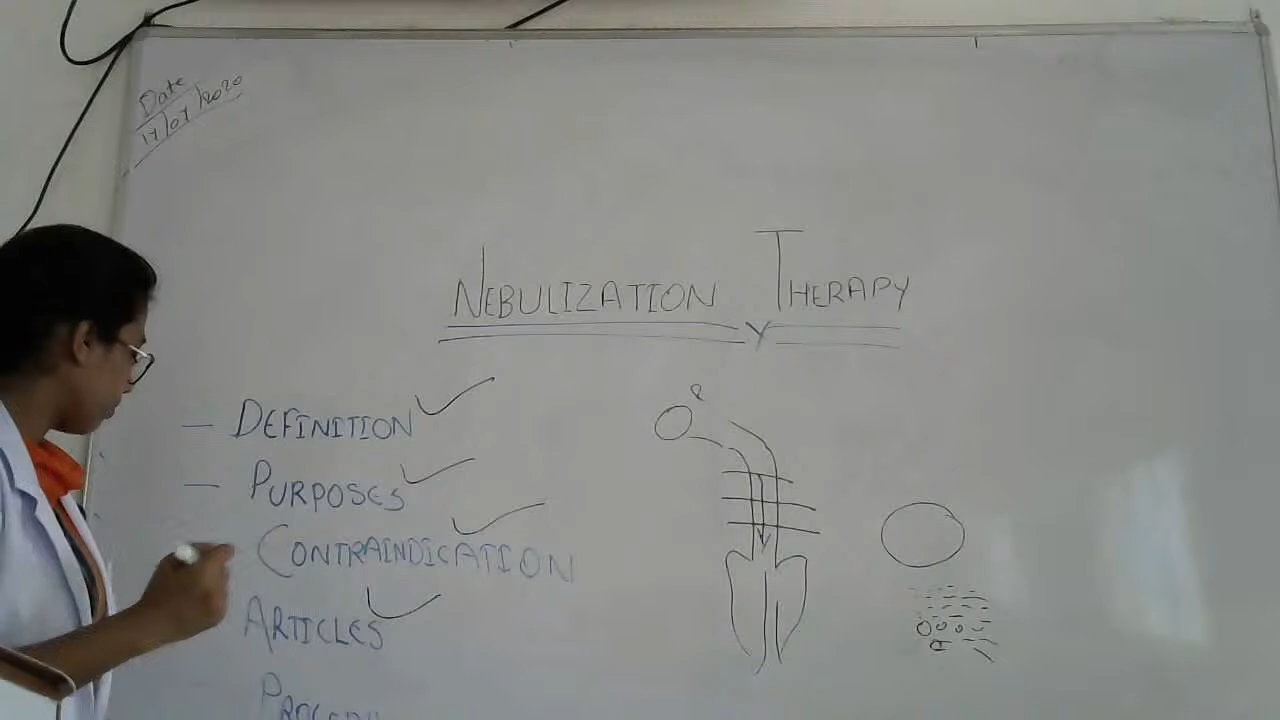 Date
17/07/2020
NEBULIZATION THERAPY
— DEFINITION ✓
— PURPOSES ✓
CONTRAINDICATION ✓
ARTICLES ✓